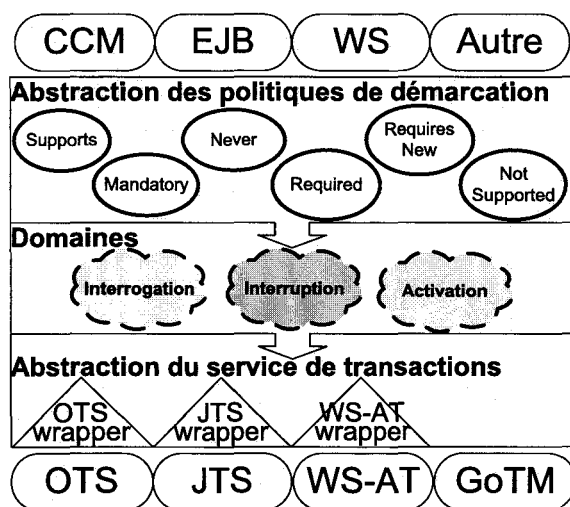 CCM EJB WS Autre
Abstraction des politiques de démarcation
Supports Never Requires New
Mandatory Required Not Supported
Domaines
Interrogation Interruption Activation
Abstraction du service de transactions
OTS wrapper JTS wrapper WS-AT wrapper
OTS JTS WS-AT GoTM